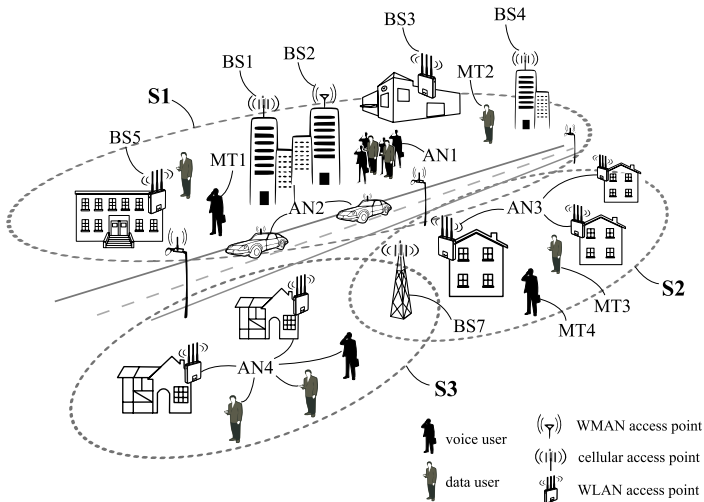 BS3
BS4
BS2
BS1
MT2
S1
BS5
MT1
AN1
AN2
AN3
S2
MT3
BS7
MT4
AN4
S3
voice user
data user
WMAN access point
cellular access point
WLAN access point